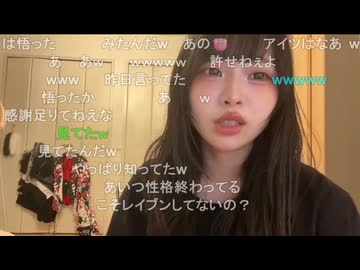 は悟った みたんだw あの👅 アイツはなあ w
あ あw wwwww 許せねぇよ
www 昨日言ってた wwwww
悟ったか あ w
感謝足りてねえな
見てたw
見てたんだw
やっぱり知ってたw
あいつ性格終わってる
こそレイプンしてないの？